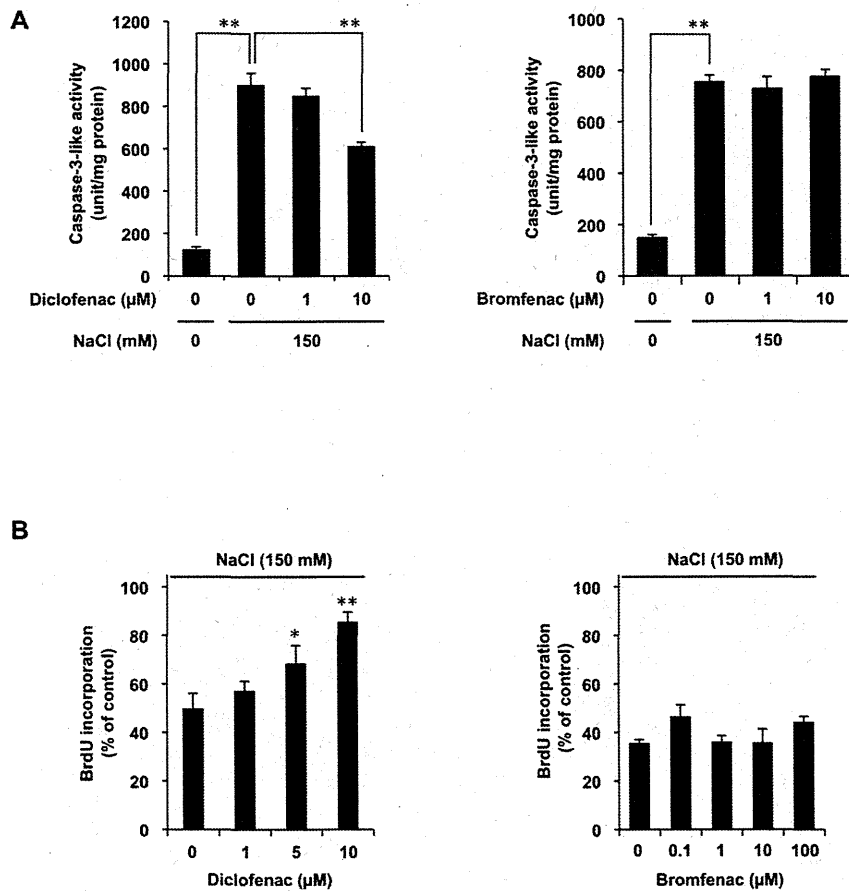 A
**
**
1200
1000
800
600
400
200
0
Caspase-3-like activity
(unit/mg protein)
Diclofenac (μM)
0
0
1
10
NaCl (mM)
0
150
**
1000
800
600
400
200
0
Caspase-3-like activity
(unit/mg protein)
Bromfenac (μM)
0
0
1
10
NaCl (mM)
0
150
B
NaCl (150 mM)
100
80
60
40
20
0
BrdU incorporation
(% of control)
*
**
0
1
5
10
Diclofenac (μM)
NaCl (150 mM)
100
80
60
40
20
0
BrdU incorporation
(% of control)
0
0.1
1
10
100
Bromfenac (μM)